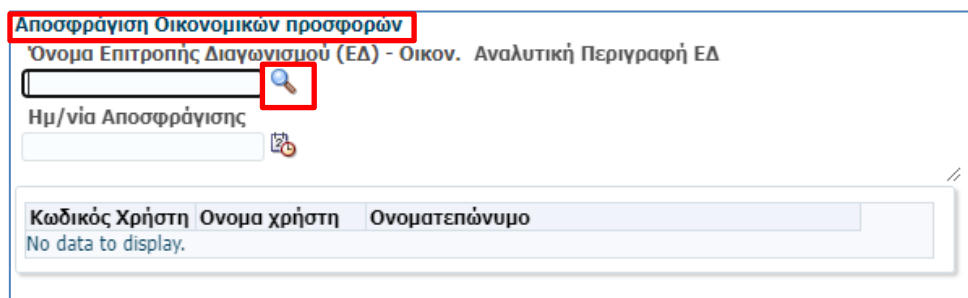 Αποσφράγιση Οικονομικών προσφορών
Όνομα Επιτροπής Διαγωνισμού (ΕΔ) - Οικον. Αναλυτική Περιγραφή ΕΔ
Ημ/νία Αποσφράγισης
Κωδικός Χρήστη Ονομα χρήστη Ονοματεπώνυμο
No data to display.